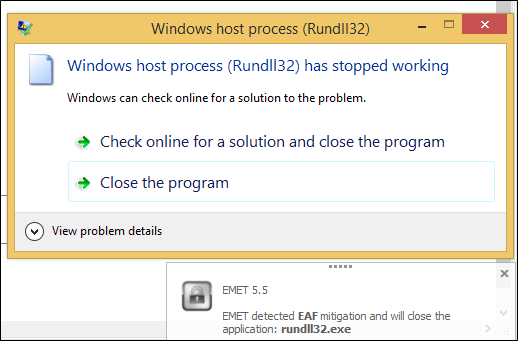 Windows host process (Rundll32)
Windows host process (Rundll32) has stopped working
Windows can check online for a solution to the problem.
Check online for a solution and close the program
Close the program
View problem details
EMET 5.5
EMET detected EAF mitigation and will close the
application: rundll32.exe